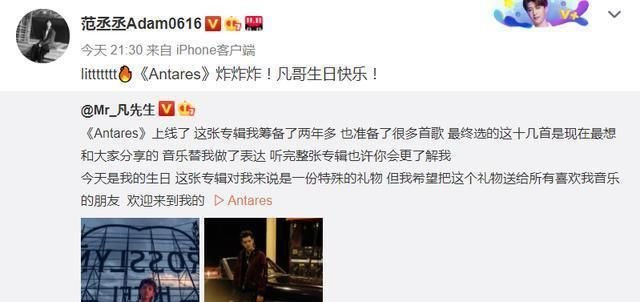 范丞丞Adam0616
今天 21:30 来自 iPhone客户端
litttttttt🔥《Antares》炸炸炸！凡哥生日快乐！
@Mr_凡先生
《Antares》上线了 这张专辑我筹备了两年多 也准备了很多首歌 最终选的这十几首是现在最想
和大家分享的 音乐替我做了表达 听完整张专辑也许你会更了解我
今天是我的生日 这张专辑对我来说是一份特殊的礼物 但我希望把这个礼物送给所有喜欢我音乐
的朋友 欢迎来到我的 ▷Antares
ROSSLYN